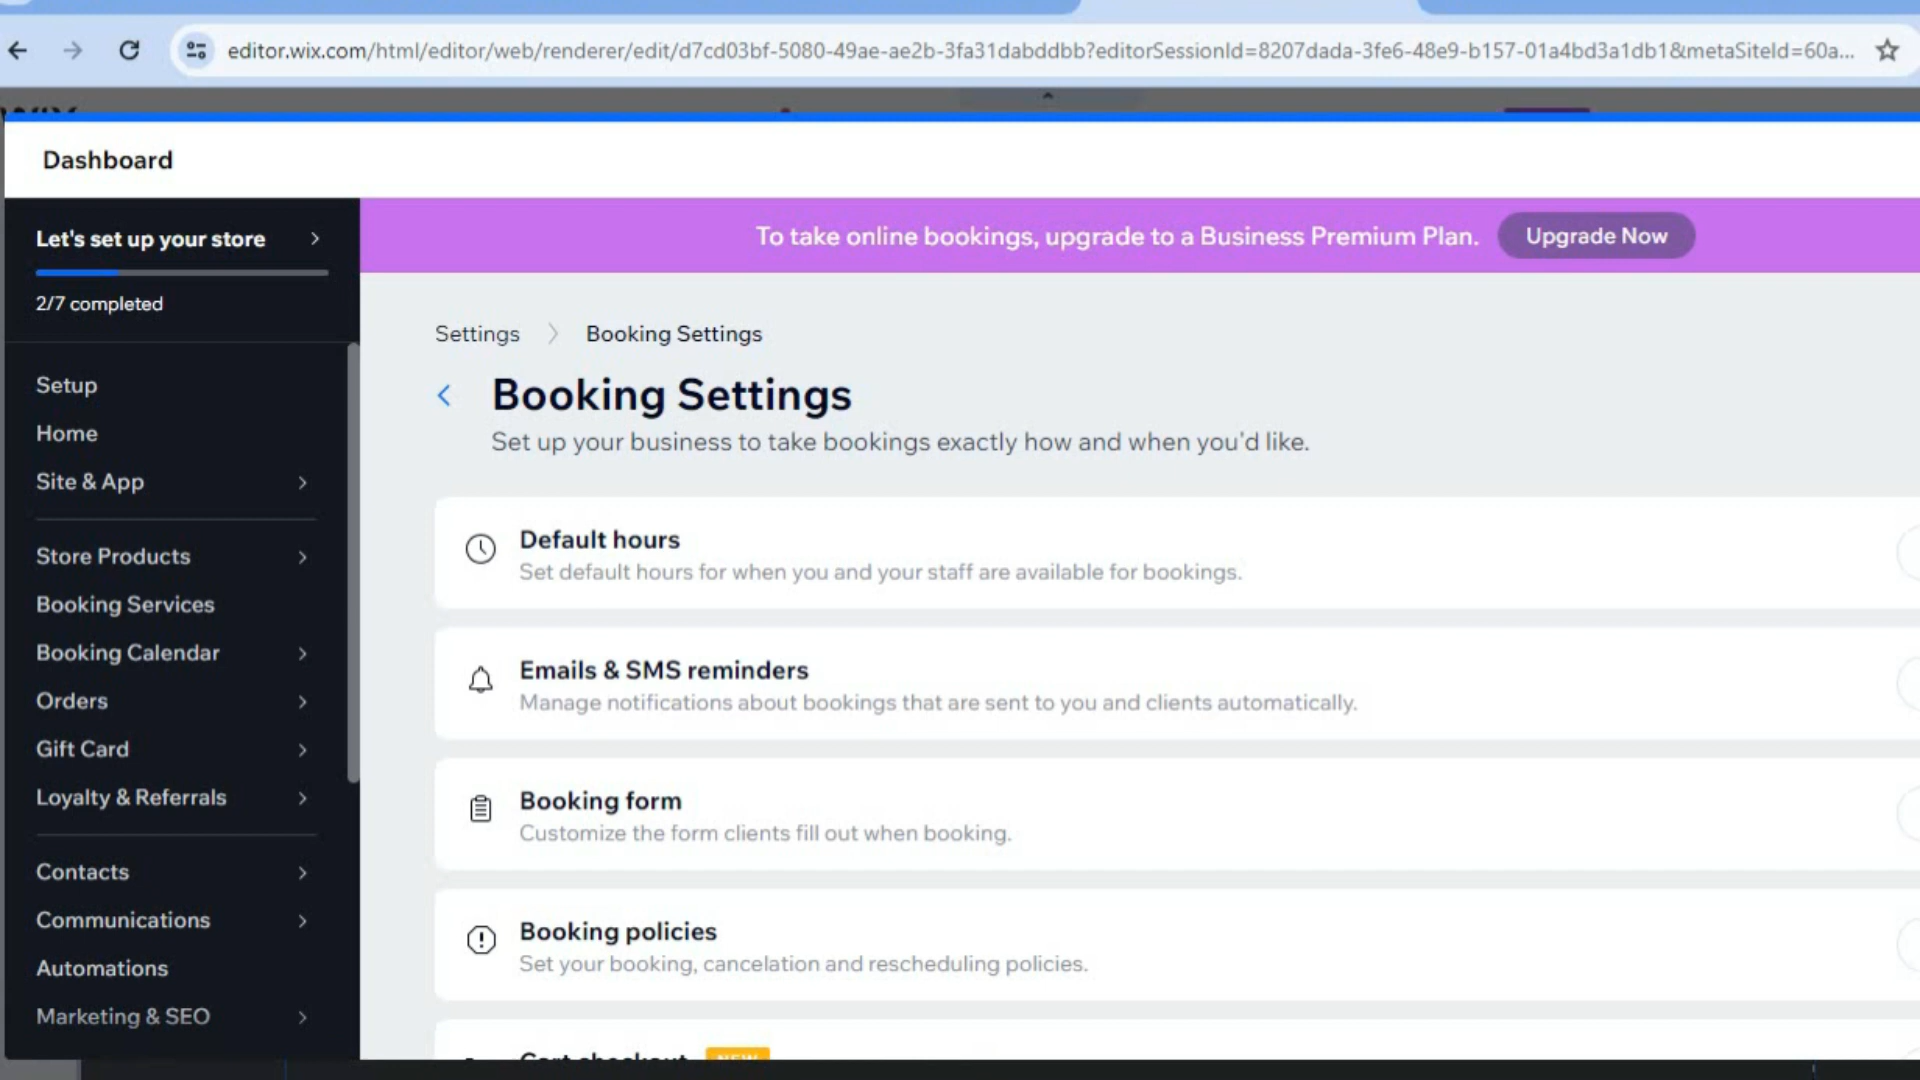 editor.wix.com/html/editor/web/renderer/edit/d7cd03bf-5080-49ae-ae2b-3fa31dabddbb?editorSessionId=8207dada-3fe6-48e9-b157-01a4bd3a1db1&metaSiteId=60a...
Dashboard
Let's set up your store
2/7 completed
Setup
Home
Site & App
Store Products
Booking Services
Booking Calendar
Orders
Gift Card
Loyalty & Referrals
Contacts
Communications
Automations
Marketing & SEO
To take online bookings, upgrade to a Business Premium Plan.
Upgrade Now
Settings > Booking Settings
Booking Settings
Set up your business to take bookings exactly how and when you'd like.
Default hours
Set default hours for when you and your staff are available for bookings.
Emails & SMS reminders
Manage notifications about bookings that are sent to you and clients automatically.
Booking form
Customize the form clients fill out when booking.
Booking policies
Set your booking, cancelation and rescheduling policies.
Cart checkout NEW